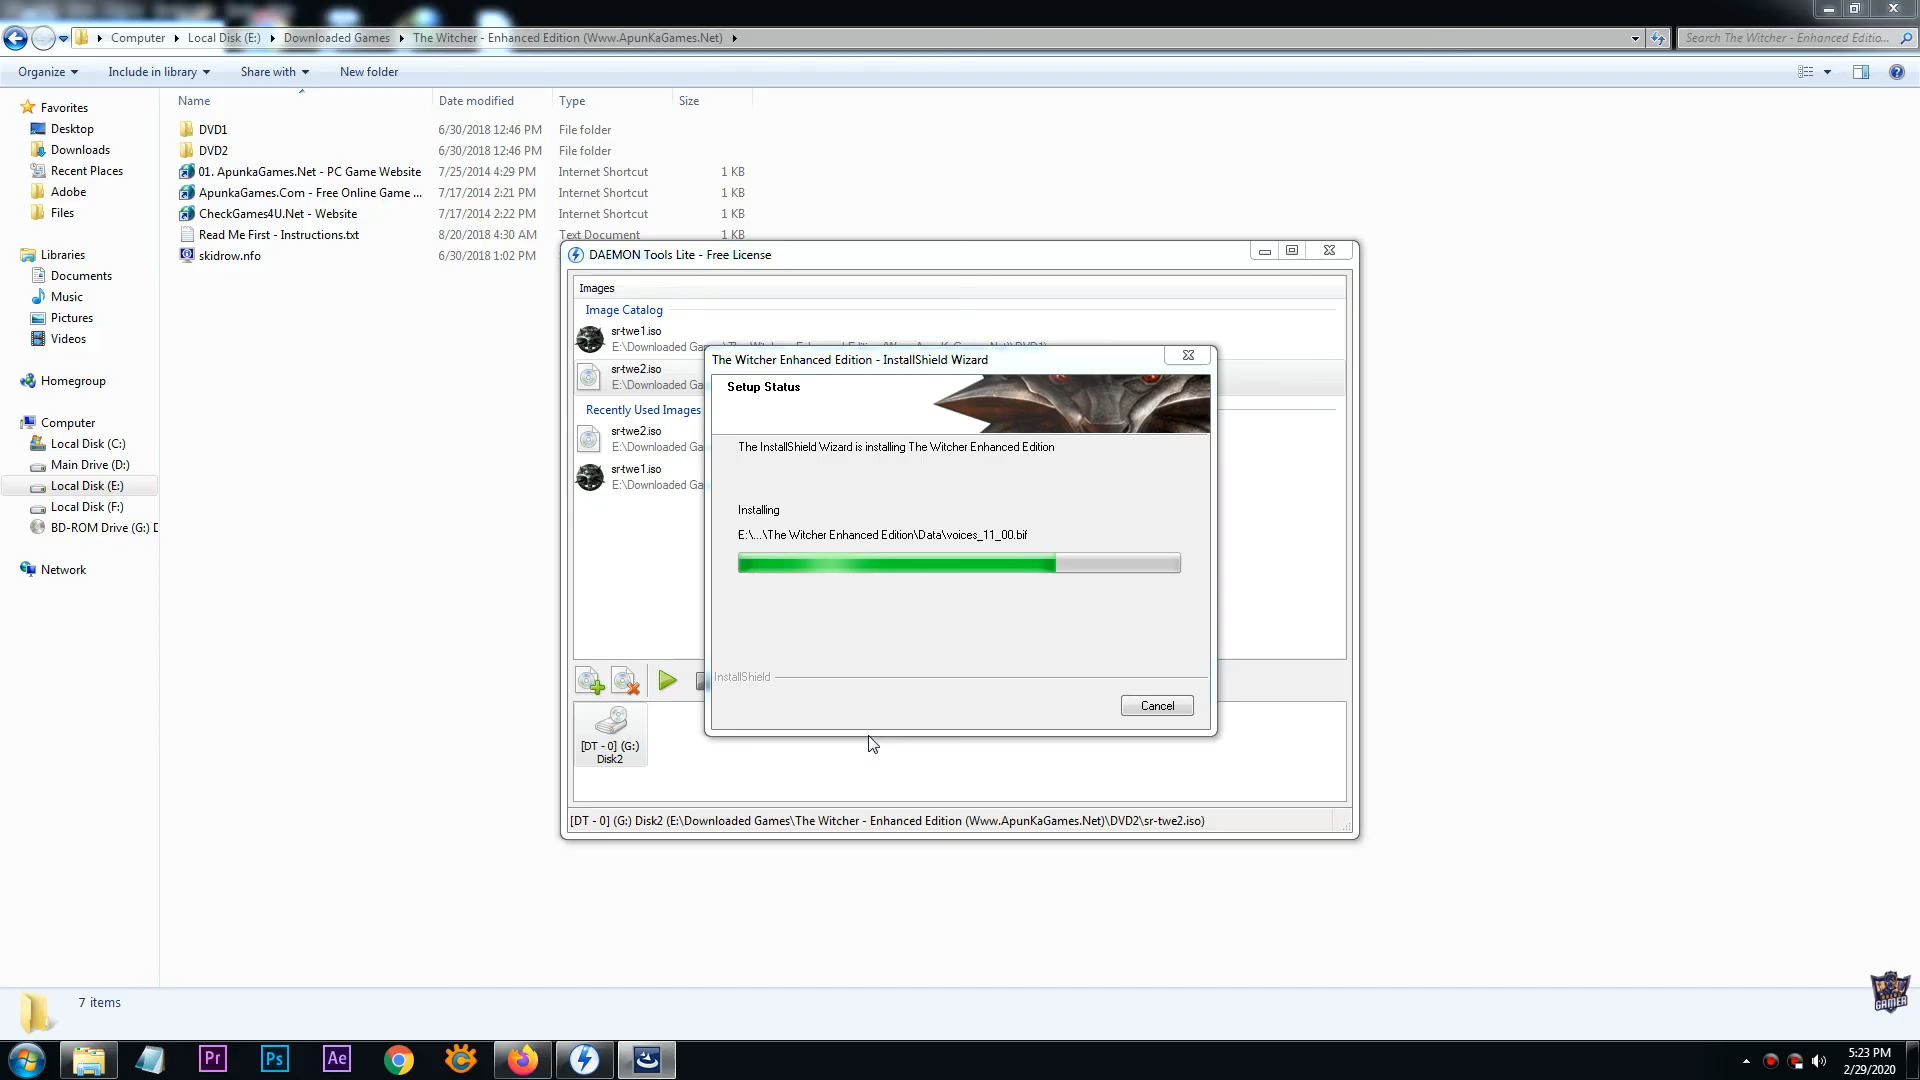 Computer
Local Disk (E:)
Downloaded Games
The Witcher - Enhanced Edition (Www.ApunKaGames.Net)
Search The Witcher - Enhanced Editio...
Organize
Include in library
Share with
New folder
Name
Date modified
Type
Size
Favorites
Desktop
Downloads
Recent Places
Adobe
Files
Libraries
Documents
Music
Pictures
Videos
Homegroup
Computer
Local Disk (C:)
Main Drive (D:)
Local Disk (E:)
Local Disk (F:)
BD-ROM Drive (G:) D
Network
DVD1 6/30/2018 12:46 PM File folder
DVD2 6/30/2018 12:46 PM File folder
01. ApunkaGames.Net - PC Game Website 7/25/2014 4:29 PM Internet Shortcut 1 KB
ApunkaGames.Com - Free Online Game ... 7/17/2014 2:21 PM Internet Shortcut 1 KB
CheckGames4U.Net - Website 7/17/2014 2:22 PM Internet Shortcut 1 KB
Read Me First - Instructions.txt 8/20/2018 4:30 AM Text Document 1 KB
skidrow.nfo 6/30/2018 1:02 PM
DAEMON Tools Lite - Free License
Images
Image Catalog
sr-twe1.iso
E:\Downloaded Ga
sr-twe2.iso
E:\Downloaded Ga
Recently Used Images
sr-twe2.iso
E:\Downloaded Ga
sr-twe1.iso
E:\Downloaded Ga
The Witcher Enhanced Edition - InstallShield Wizard
Setup Status
The InstallShield Wizard is installing The Witcher Enhanced Edition
Installing
E:\...\The Witcher Enhanced Edition\Data\voices_11_00.bif
InstallShield
Cancel
[DT - 0] (G:)
Disk2
[DT - 0] (G:) Disk2 (E:\Downloaded Games\The Witcher - Enhanced Edition (Www.ApunKaGames.Net)\DVD2\sr-twe2.iso)
7 items
GAMER
Pr
Ps
Ae
5:23 PM
2/29/2020